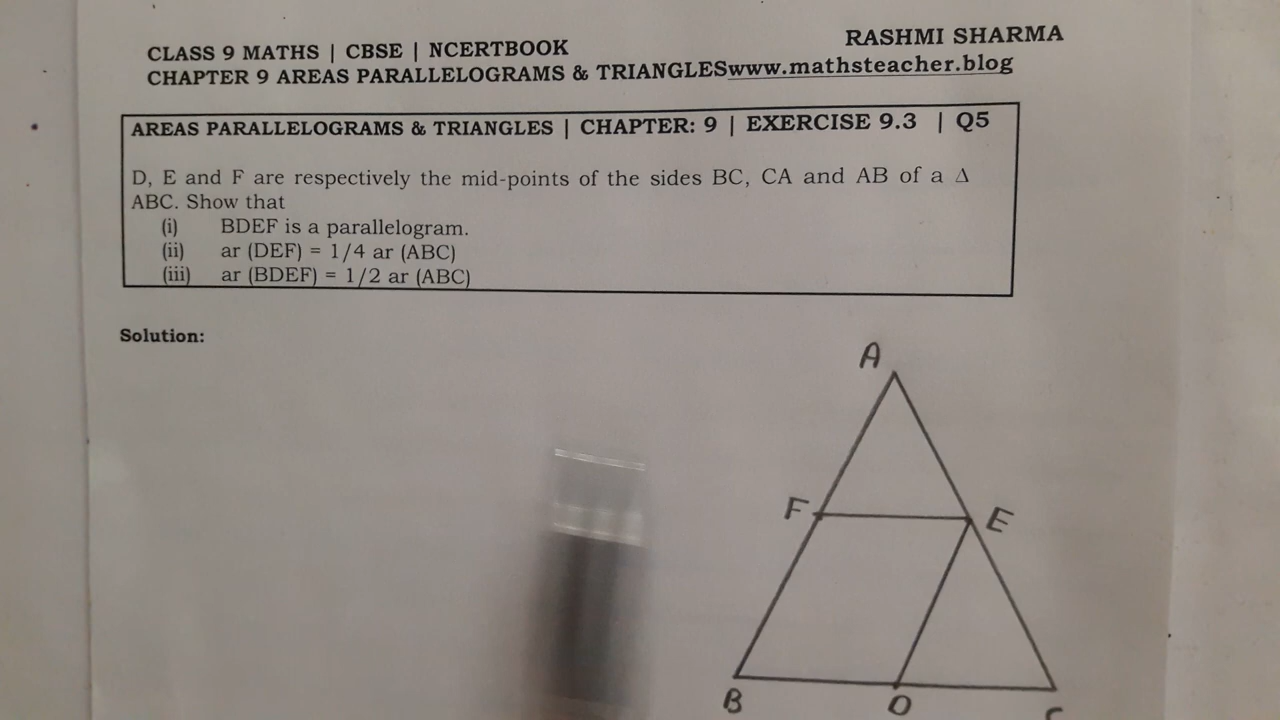 CLASS 9 MATHS | CBSE | NCERTBOOK
RASHMI SHARMA
CHAPTER 9 AREAS PARALLELOGRAMS & TRIANGLESwww.mathsteacher.blog
AREAS PARALLELOGRAMS & TRIANGLES | CHAPTER: 9 | EXERCISE 9.3 | Q5
D, E and F are respectively the mid-points of the sides BC, CA and AB of a Δ
ABC. Show that
(i) BDEF is a parallelogram.
(ii) ar (DEF) = 1/4 ar (ABC)
(iii) ar (BDEF) = 1/2 ar (ABC)
Solution:
A
F E
B D C